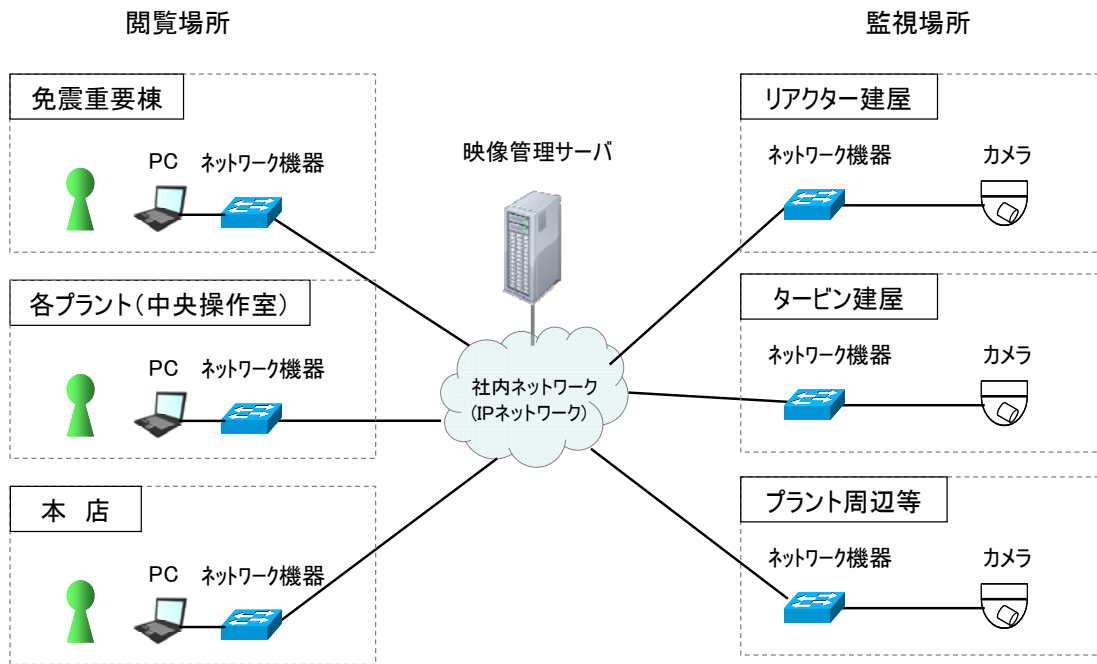 閲覧場所
監視場所
免震重要棟
PC ネットワーク機器
各プラント(中央操作室)
PC ネットワーク機器
本 店
PC ネットワーク機器
映像管理サーバ
社内ネットワーク
(IPネットワーク)
リアクター建屋
ネットワーク機器 カメラ
タービン建屋
ネットワーク機器 カメラ
プラント周辺等
ネットワーク機器 カメラ